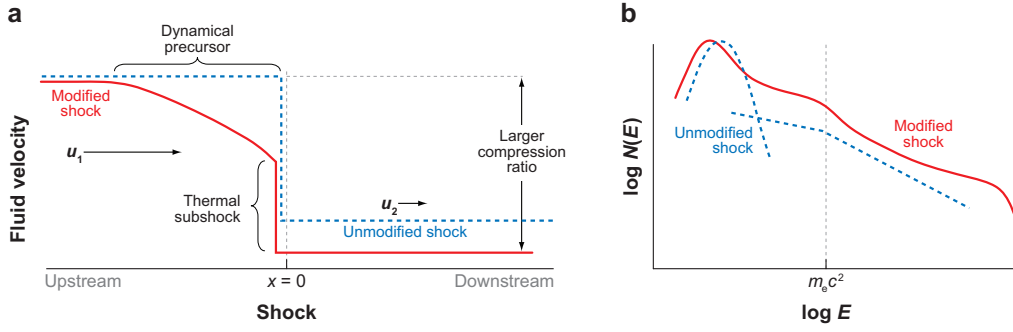 a
Dynamical
precursor
Modified
shock
Fluid velocity
u1
Larger
compression
ratio
Thermal
subshock
u2
Unmodified shock
Upstream
x = 0
Downstream
Shock
b
log N(E)
Unmodified
shock
Modified
shock
mec²
log E